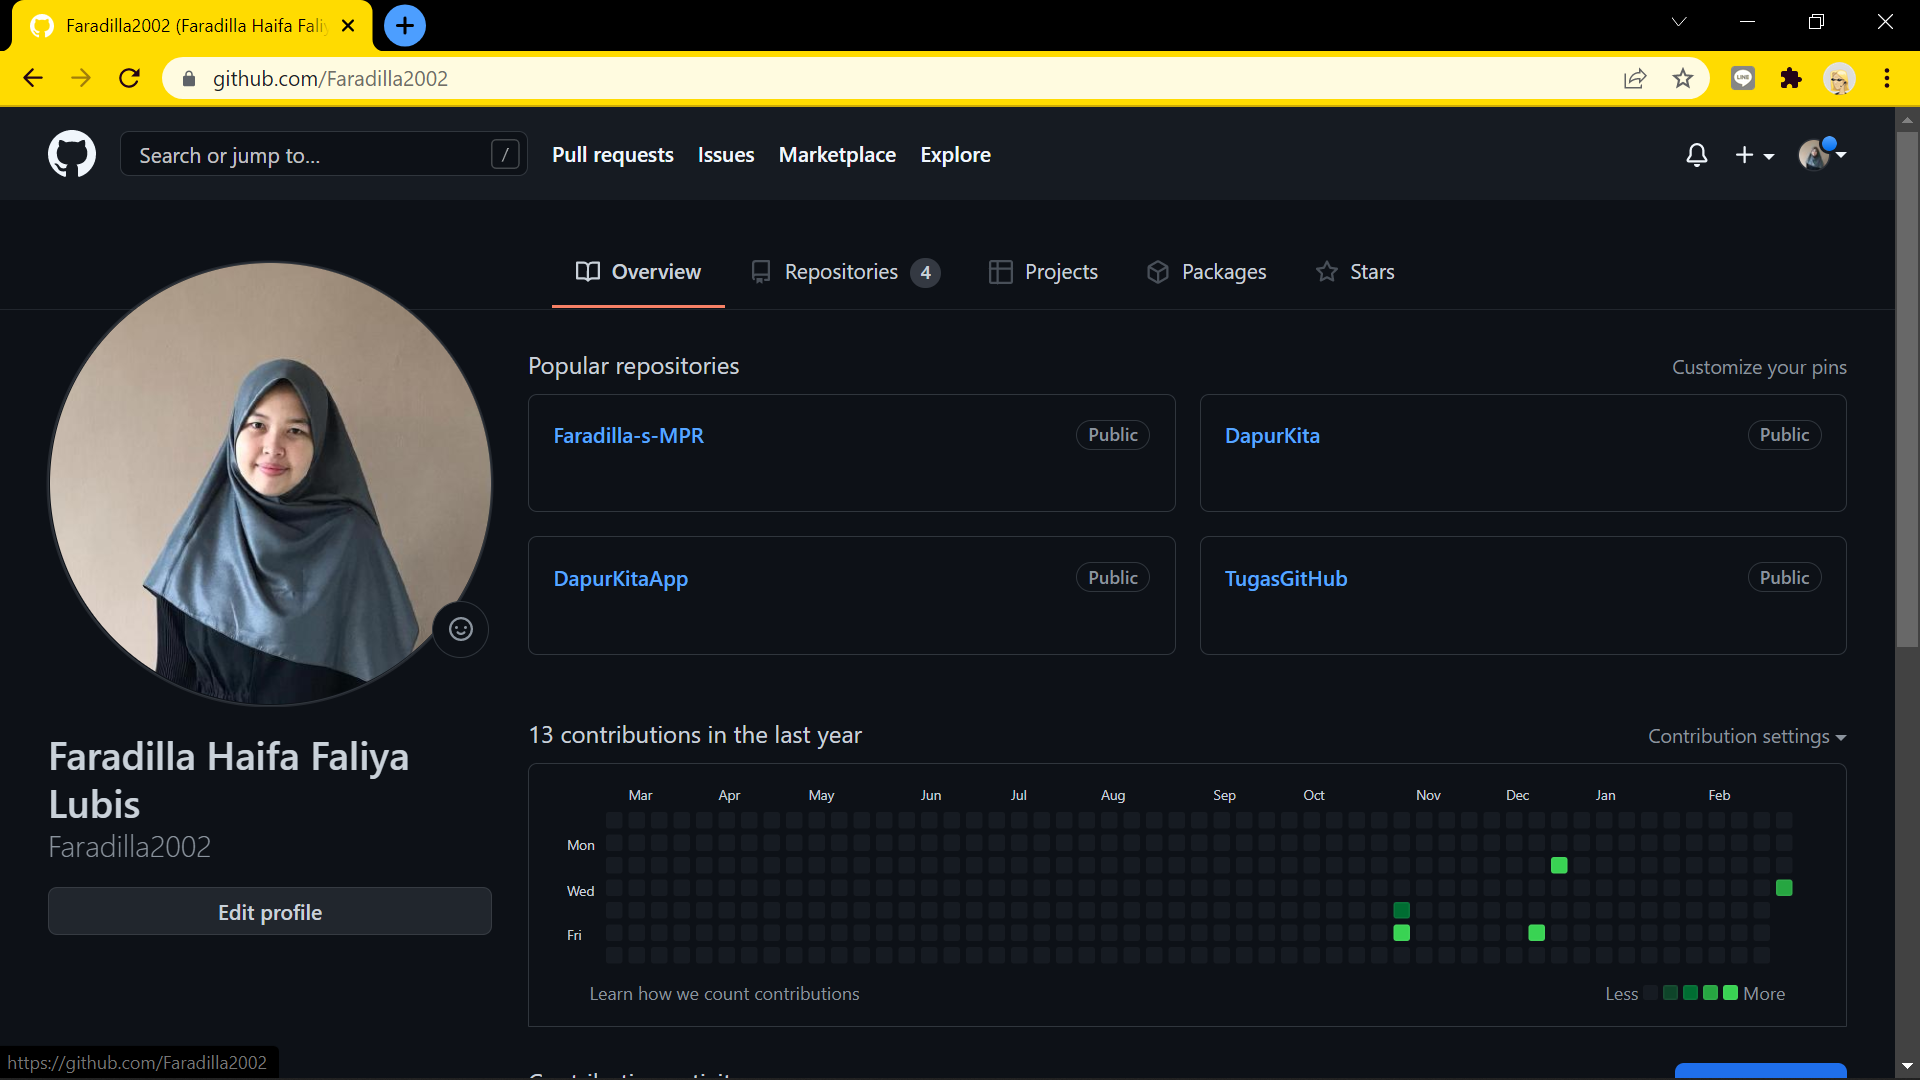 Faradilla2002 (Faradilla Haifa Faliy
github.com/Faradilla2002
LINE
Search or jump to...
/
Pull requests
Issues
Marketplace
Explore
Overview
Repositories 4
Projects
Packages
Stars
Popular repositories
Customize your pins
Faradilla-s-MPR
Public
DapurKita
Public
DapurKitaApp
Public
TugasGitHub
Public
Faradilla Haifa Faliya
Lubis
Faradilla2002
Edit profile
13 contributions in the last year
Contribution settings
Mar Apr May Jun Jul Aug Sep Oct Nov Dec Jan Feb
Mon
Wed
Fri
Learn how we count contributions
Less More
https://github.com/Faradilla2002